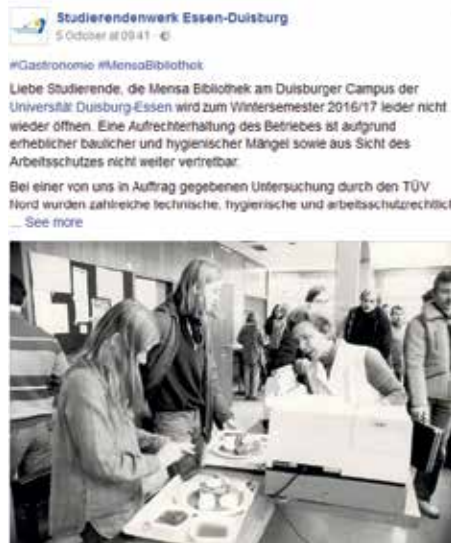 Studierendenwerk Essen-Duisburg
5 October at 09:41 ·
#Gastronomie #MensaBibliothek
Liebe Studierende, die Mensa Bibliothek am Duisburger Campus der
Universität Duisburg-Essen wird zum Wintersemester 2016/17 leider nicht
wieder öffnen. Eine Aufrechterhaltung des Betriebes ist aufgrund
erheblicher baulicher und hygienischer Mängel sowie aus Sicht des
Arbeitsschutzes nicht weiter vertretbar.
Bei einer von uns in Auftrag gegebenen Untersuchung durch den TÜV
Nord wurden zahlreiche technische, hygienische und arbeitsschutzrechtlic
... See more